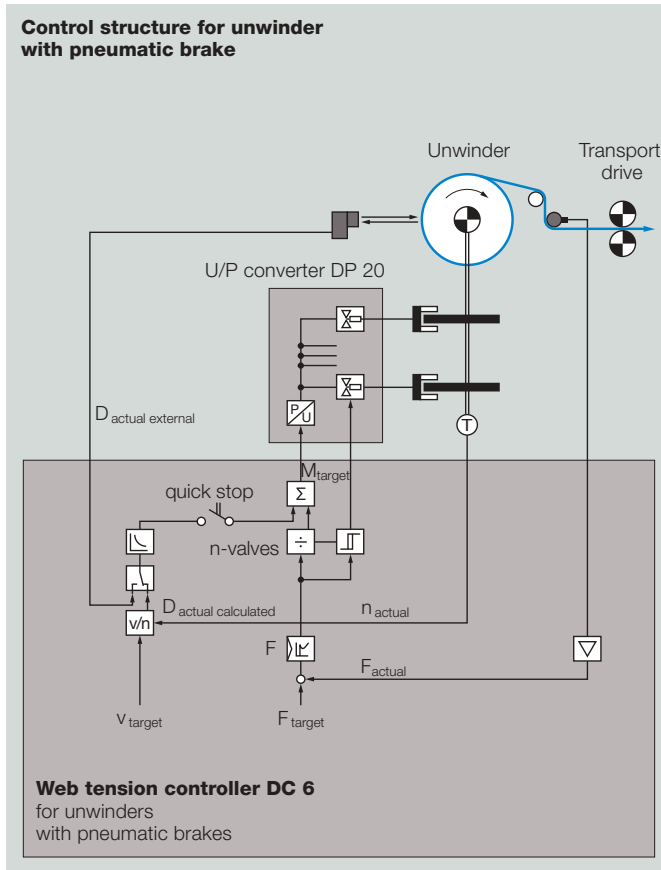 Control structure for unwinder
with pneumatic brake
Unwinder
Transport
drive
U/P converter DP 20
P/U
D actual external
T
M target
quick stop
Σ
n-valves
÷
D actual calculated
n actual
v/n
F
F actual
v target
F target
Web tension controller DC 6
for unwinders
with pneumatic brakes